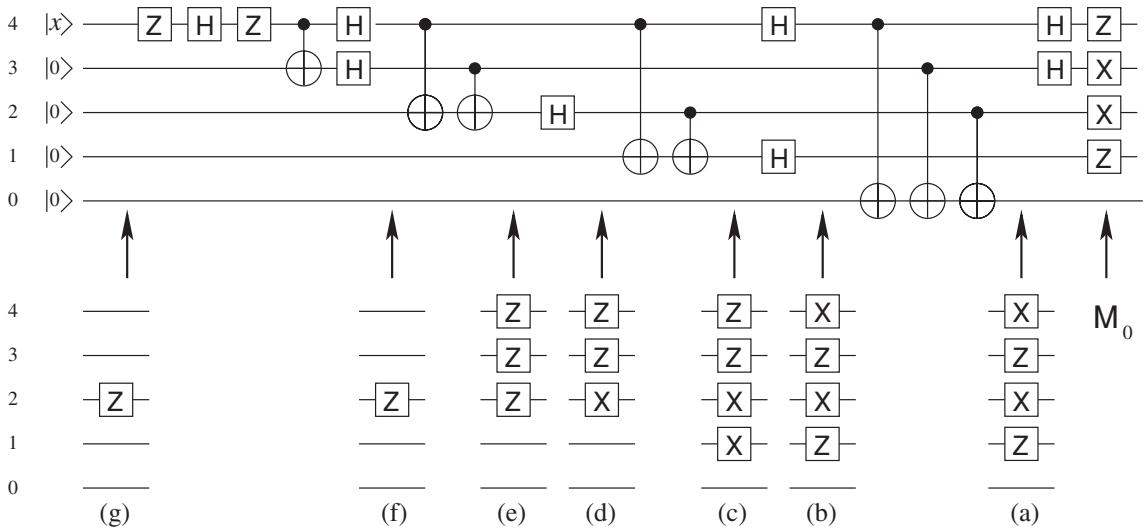 4 |x⟩ Z H Z H H H Z
3 |0⟩ H H X
2 |0⟩ H X
1 |0⟩ H Z
0 |0⟩
4 Z Z Z X X M₀
3 Z Z Z Z Z
2 Z Z Z X X X X
1 X Z Z
0
(g) (f) (e) (d) (c) (b) (a)